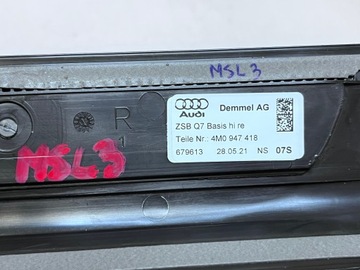 MSL3
Audi
Demmel AG
ZSB Q7 Basis hi re
Teile Nr.: 4M0 947 418
679613 28.05.21 NS 07S
R
1
MSL3